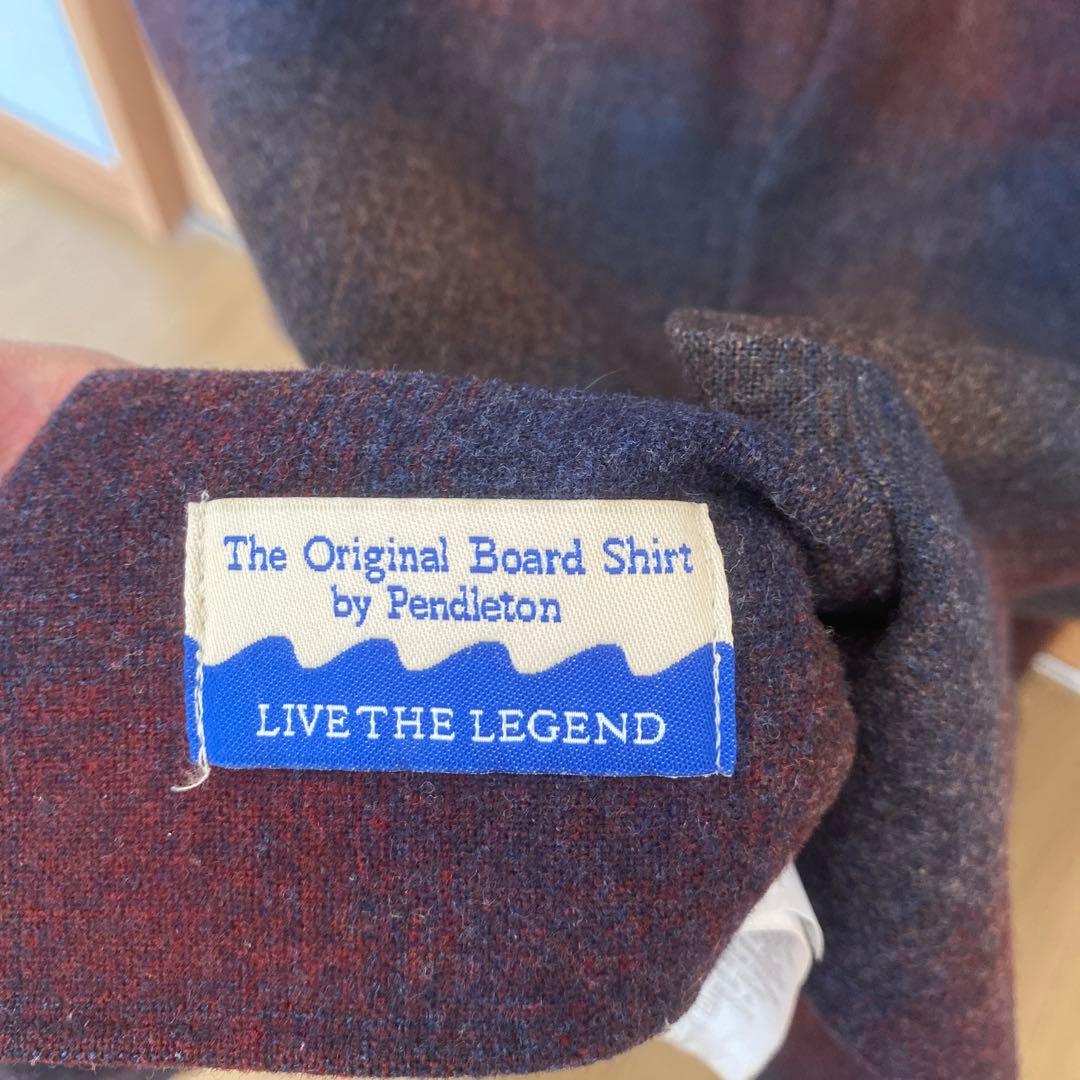 The Original Board Shirt
by Pendleton
LIVE THE LEGEND